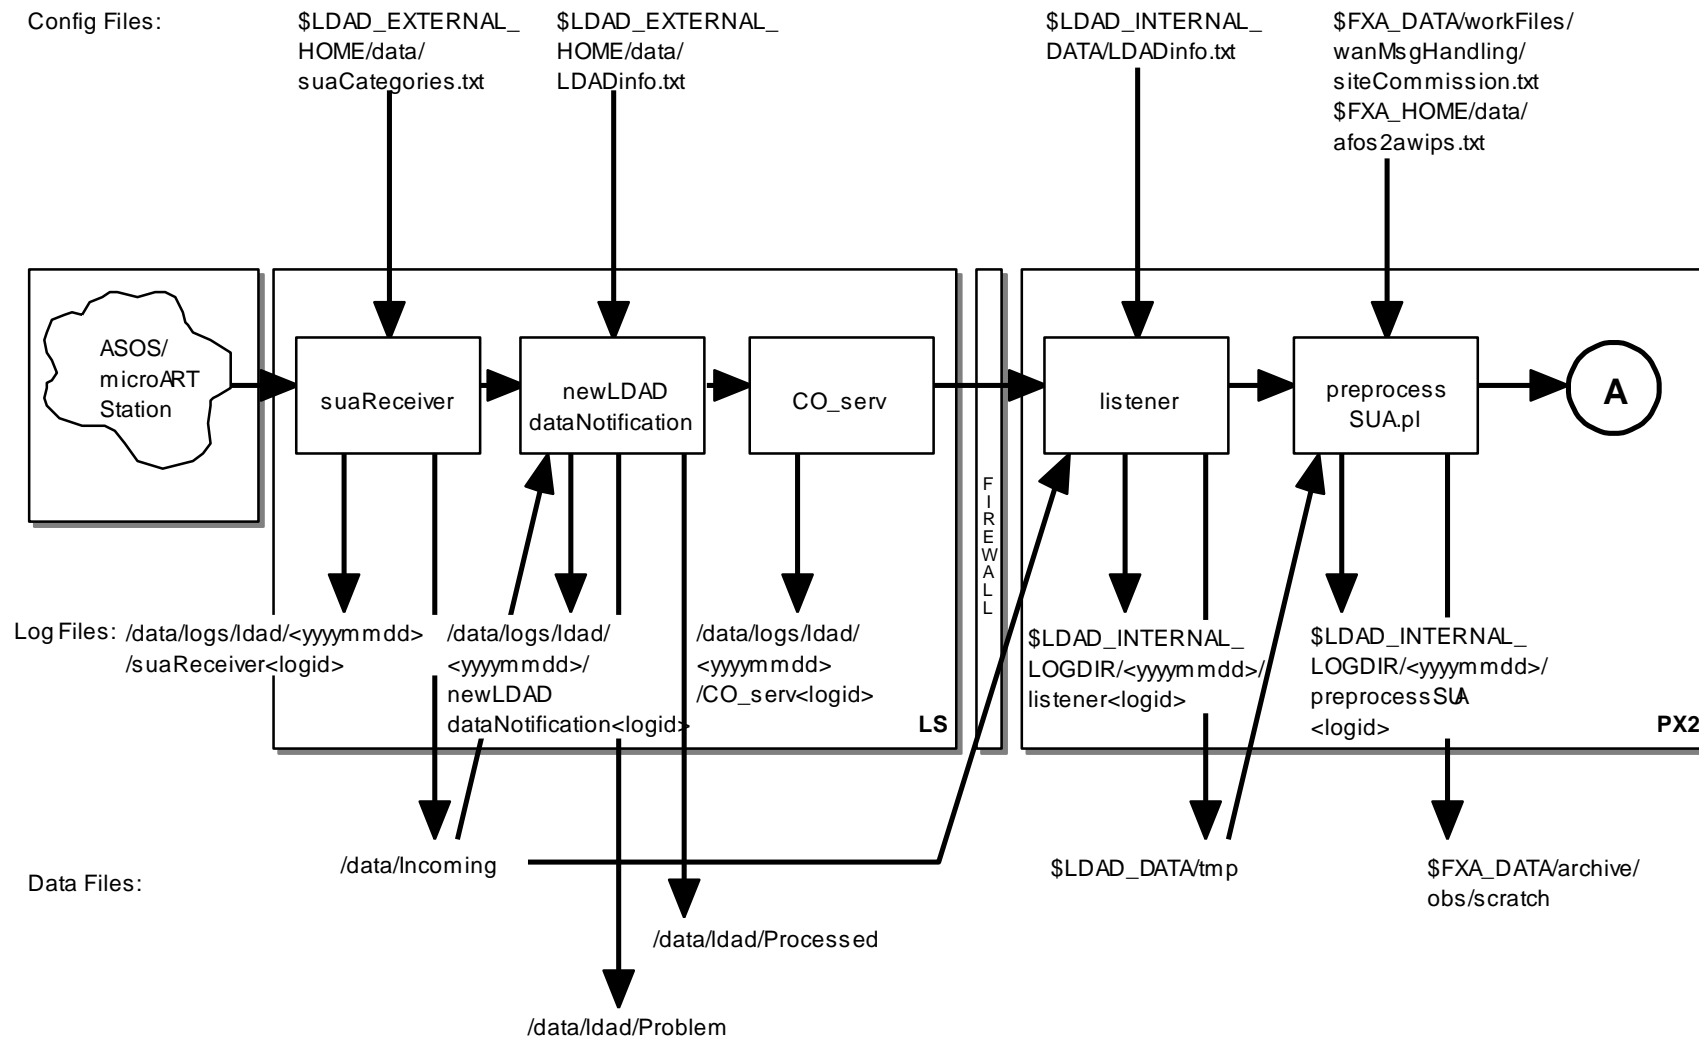 Config Files:
$LDAD_EXTERNAL_
HOME/data/
suaCategories.txt
$LDAD_EXTERNAL_
HOME/data/
LDADinfo.txt
$LDAD_INTERNAL_
DATA/LDADinfo.txt
$FXA_DATA/workFiles/
wanMsgHandling/
siteCommission.txt
$FXA_HOME/data/
afos2awips.txt
ASOS/
microART
Station
suaReceiver
newLDAD
dataNotification
CO_serv
listener
preprocess
SUA.pl
A
FIREWALL
Log Files:
/data/logs/ldad/<yyyymmdd>
/suaReceiver<logid>
/data/logs/ldad/
<yyyymmdd>/
newLDAD
dataNotification<logid>
/data/logs/ldad/
<yyyymmdd>
/CO_serv<logid>
LS
$LDAD_INTERNAL_
LOGDIR/<yyyymmdd>/
listener<logid>
$LDAD_INTERNAL_
LOGDIR/<yyyymmdd>/
preprocessSUA
<logid>
PX2
Data Files:
/data/Incoming
$LDAD_DATA/tmp
$FXA_DATA/archive/
obs/scratch
/data/ldad/Processed
/data/ldad/Problem